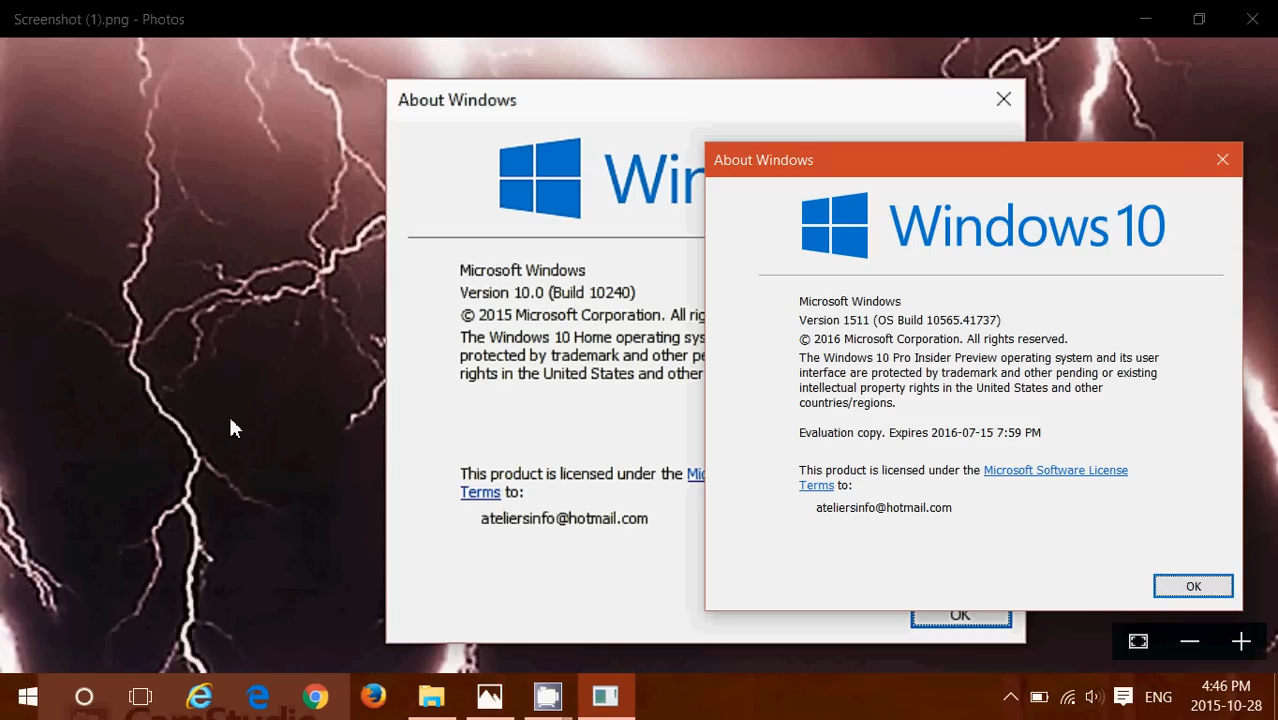 Screenshot (1).png - Photos
About Windows
Microsoft Windows
Version 10.0 (Build 10240)
© 2015 Microsoft Corporation. All
The Windows 10 Home operating
protected by trademark and other
rights in the United States and other
This product is licensed under the
Terms to:
ateliersinfo@hotmail.com
OK
About Windows
Windows 10
Microsoft Windows
Version 1511 (OS Build 10565.41737)
© 2016 Microsoft Corporation. All rights reserved.
The Windows 10 Pro Insider Preview operating system and its user
interface are protected by trademark and other pending or existing
intellectual property rights in the United States and other
countries/regions.
Evaluation copy. Expires 2016-07-15 7:59 PM
This product is licensed under the Microsoft Software License
Terms to:
ateliersinfo@hotmail.com
OK
ENG
4:46 PM
2015-10-28